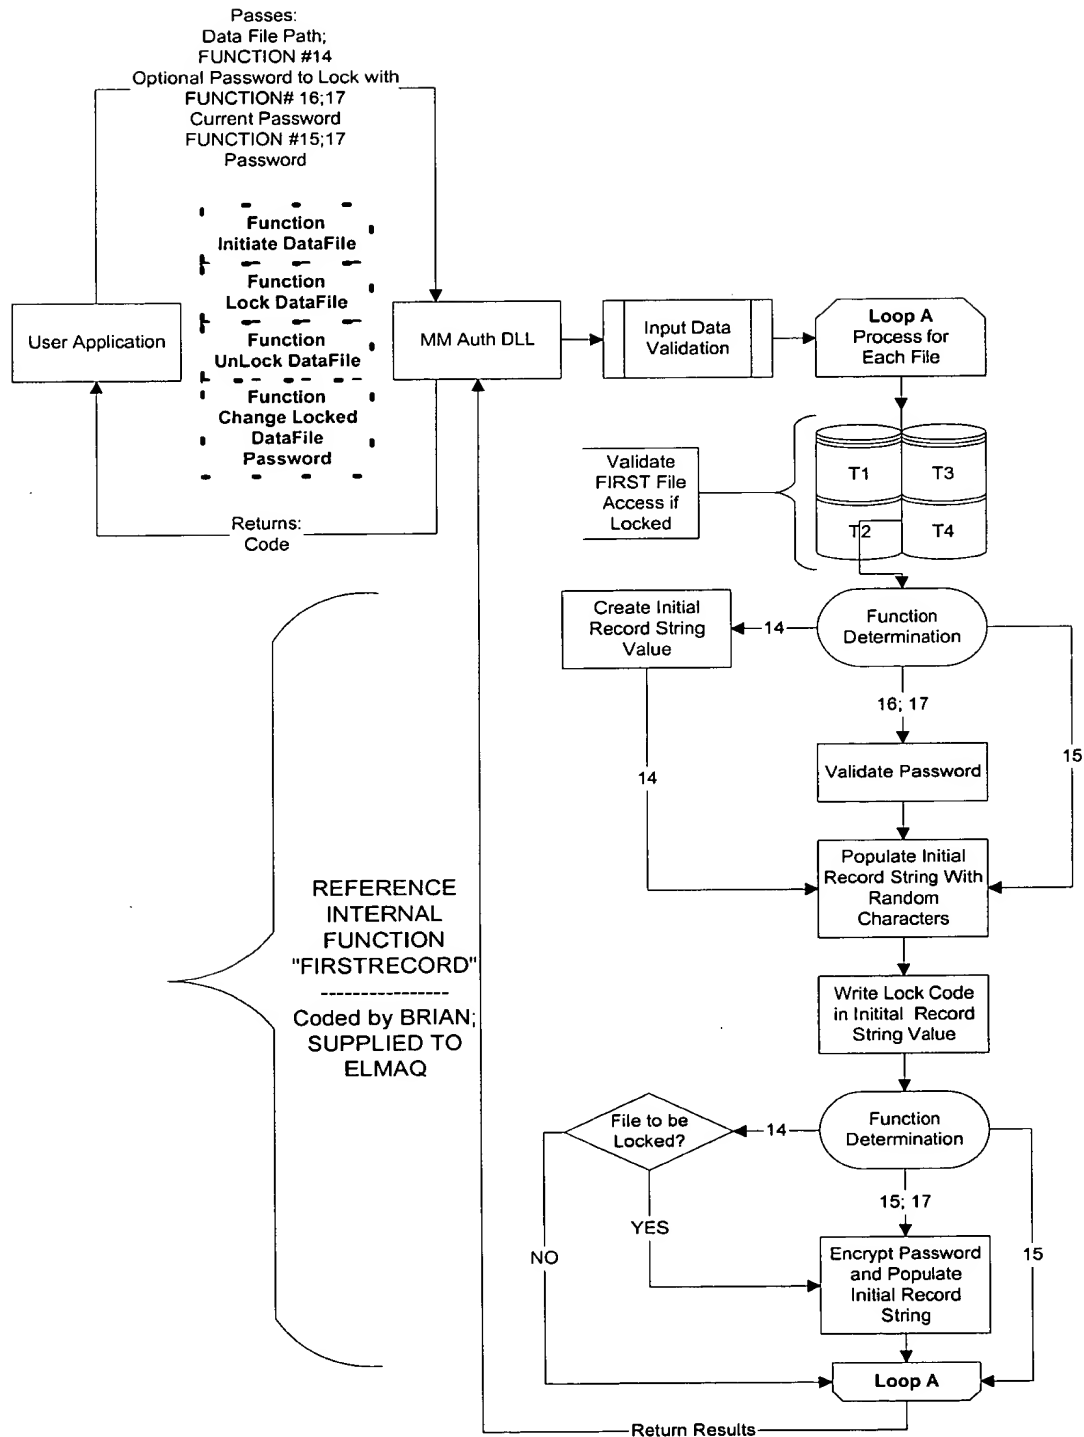 Passes:
Data File Path;
FUNCTION #14
Optional Password to Lock with
FUNCTION# 16;17
Current Password
FUNCTION #15;17
Password
Function
Initiate DataFile
Function
Lock DataFile
Function
UnLock DataFile
Function
Change Locked
DataFile
Password
User Application
MM Auth DLL
Input Data
Validation
Loop A
Process for
Each File
Returns:
Code
Validate
FIRST File
Access if
Locked
T1
T3
T2
T4
Function
Determination
14
Create Initial
Record String
Value
16; 17
15
14
Validate Password
Populate Initial
Record String With
Random
Characters
Write Lock Code
in Initital Record
String Value
REFERENCE
INTERNAL
FUNCTION
"FIRSTRECORD"
----------------
Coded by BRIAN;
SUPPLIED TO
ELMAQ
Function
Determination
14
File to be
Locked?
15; 17
15
YES
NO
Encrypt Password
and Populate
Initial Record
String
Loop A
Return Results